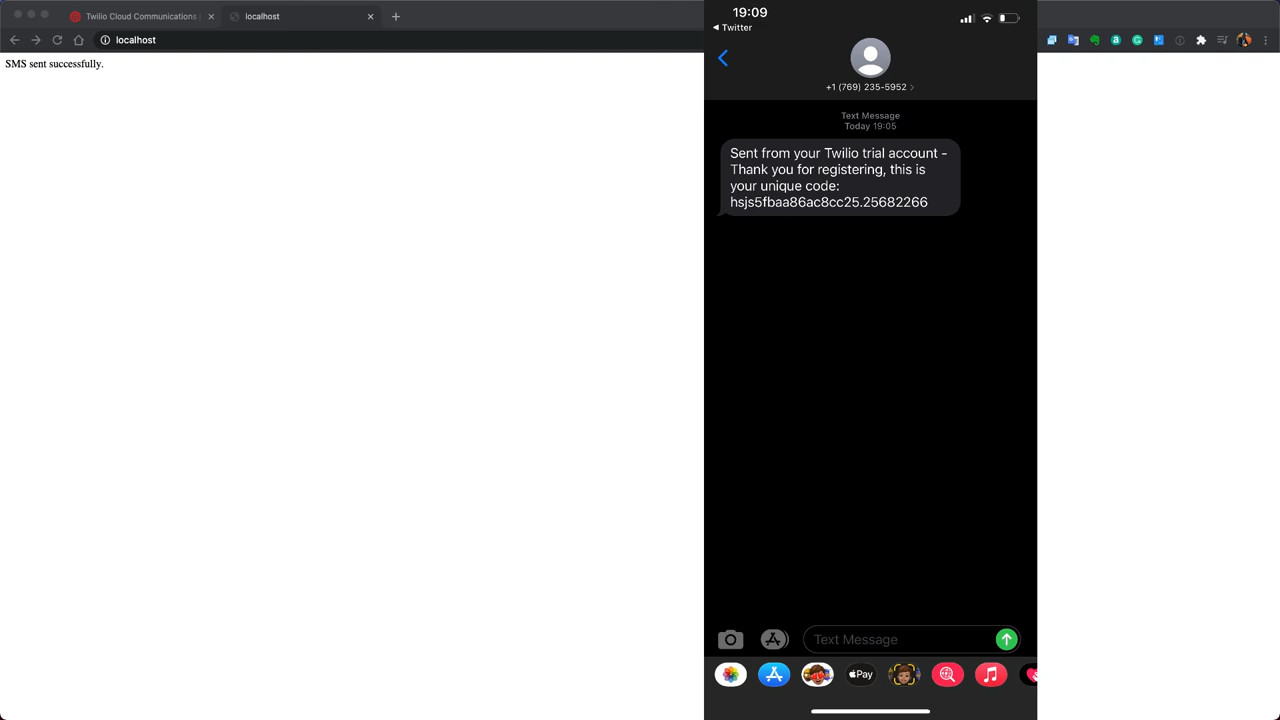 Twilio Cloud Communications
localhost
localhost
SMS sent successfully.
19:09
Twitter
+1 (769) 235-5952
Text Message
Today 19:05
Sent from your Twilio trial account -
Thank you for registering, this is
your unique code:
hsjs5fbaa86ac8cc25.25682266
Text Message
Pay